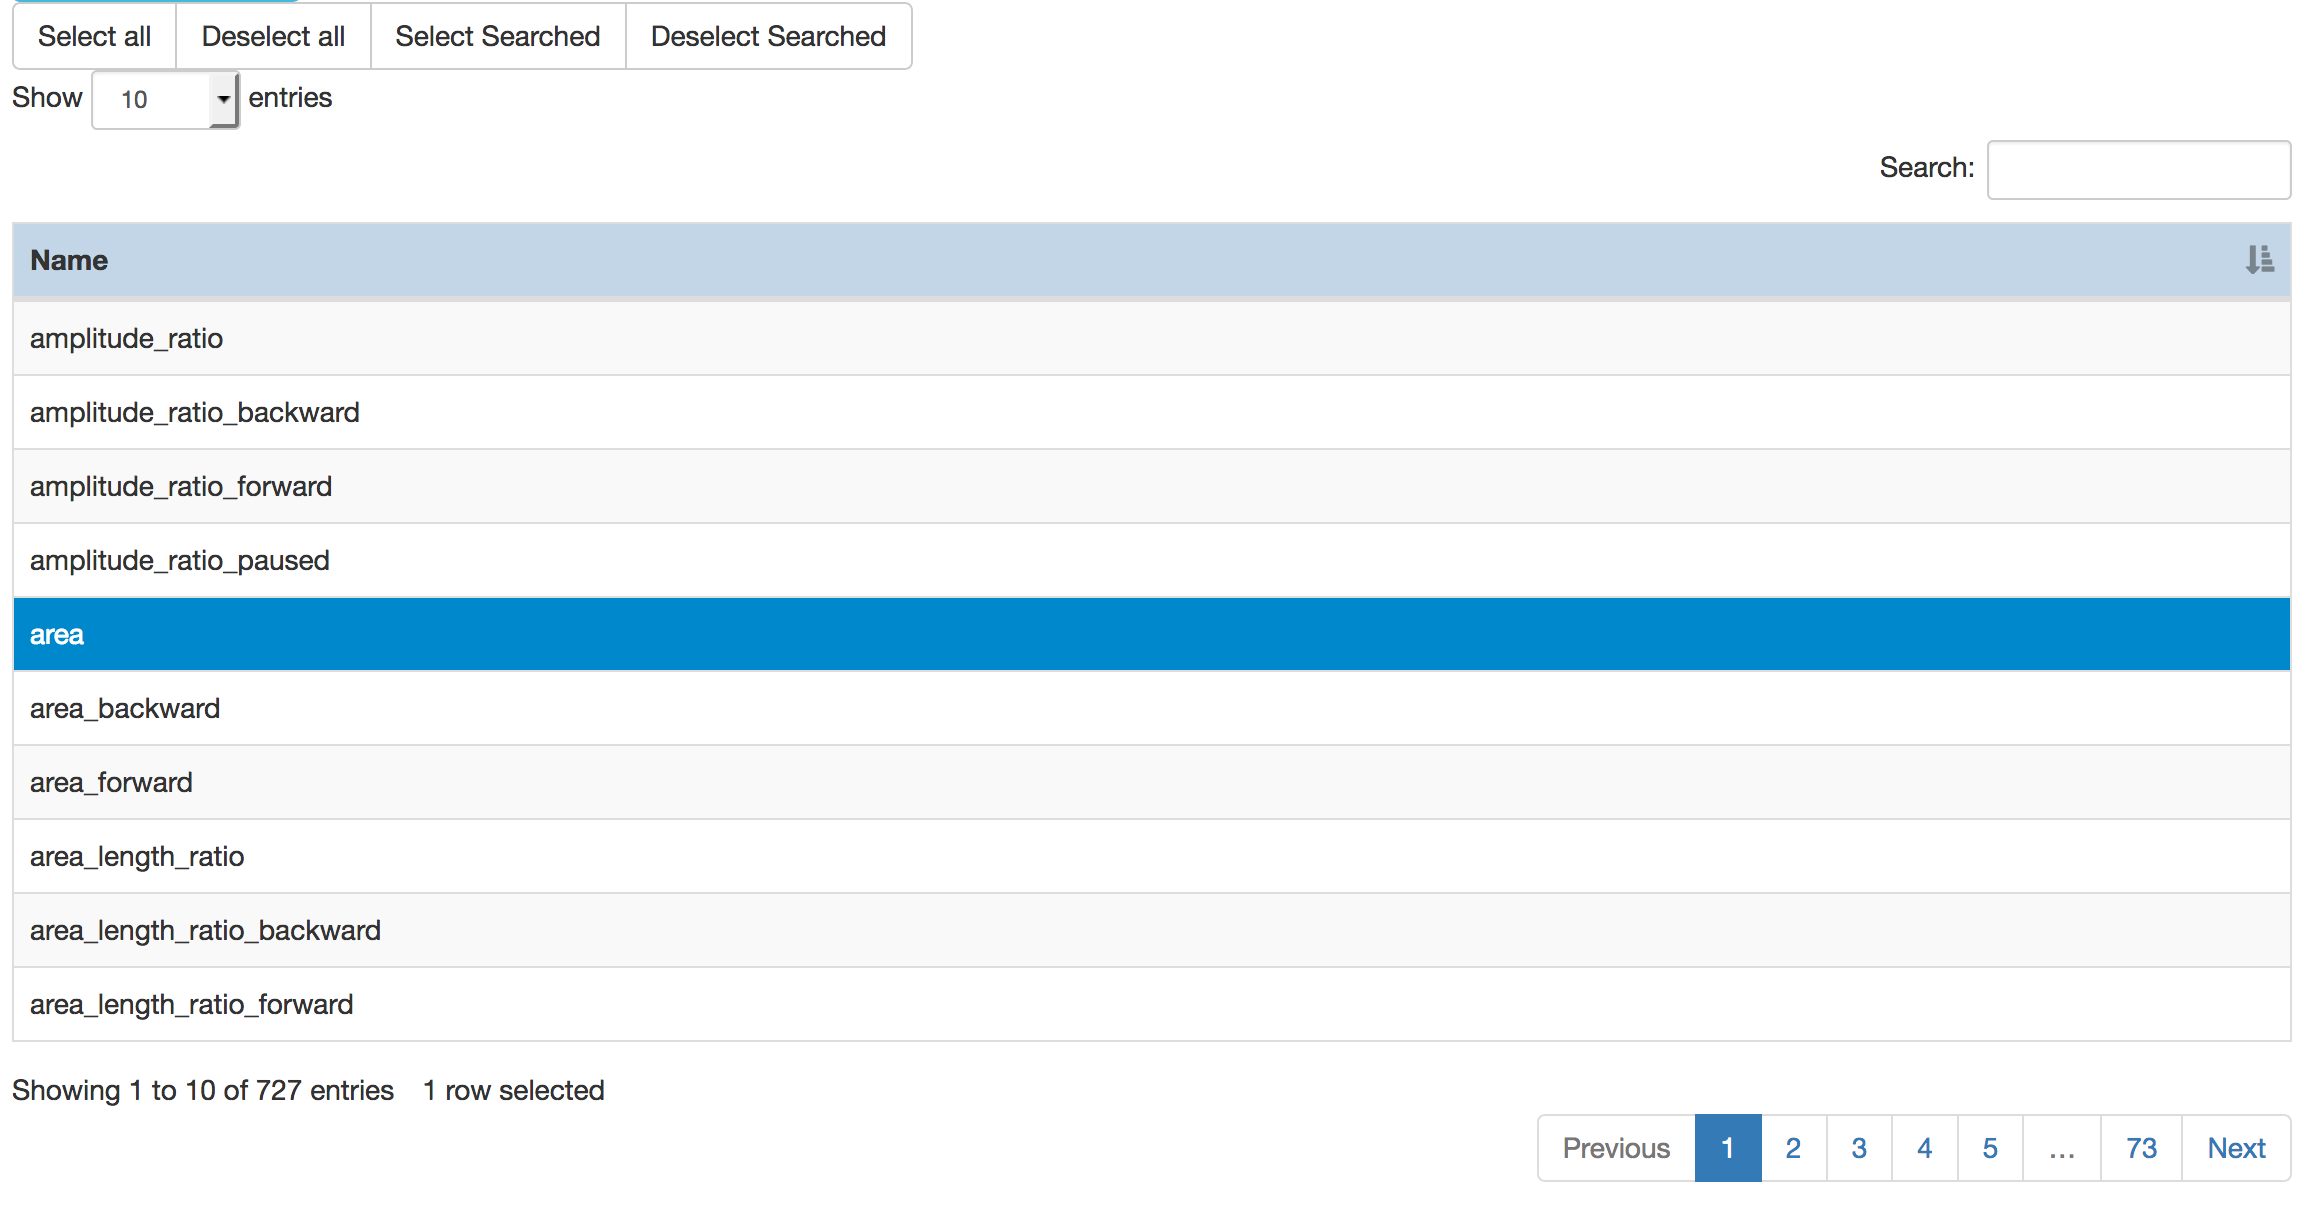 Select all Deselect all Select Searched Deselect Searched
Show 10 entries
Search:
Name
amplitude_ratio
amplitude_ratio_backward
amplitude_ratio_forward
amplitude_ratio_paused
area
area_backward
area_forward
area_length_ratio
area_length_ratio_backward
area_length_ratio_forward
Showing 1 to 10 of 727 entries 1 row selected
Previous 1 2 3 4 5 … 73 Next